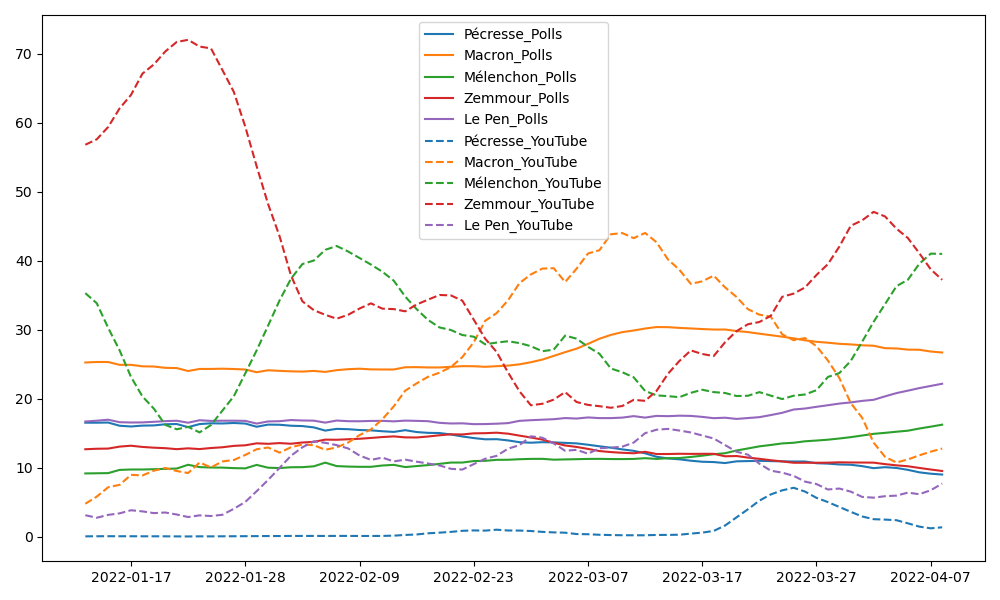 Pécresse_Polls
Macron_Polls
Mélenchon_Polls
Zemmour_Polls
Le Pen_Polls
Pécresse_YouTube
Macron_YouTube
Mélenchon_YouTube
Zemmour_YouTube
Le Pen_YouTube
70
60
50
40
30
20
10
0
2022-01-17 2022-01-28 2022-02-09 2022-02-23 2022-03-07 2022-03-17 2022-03-27 2022-04-07